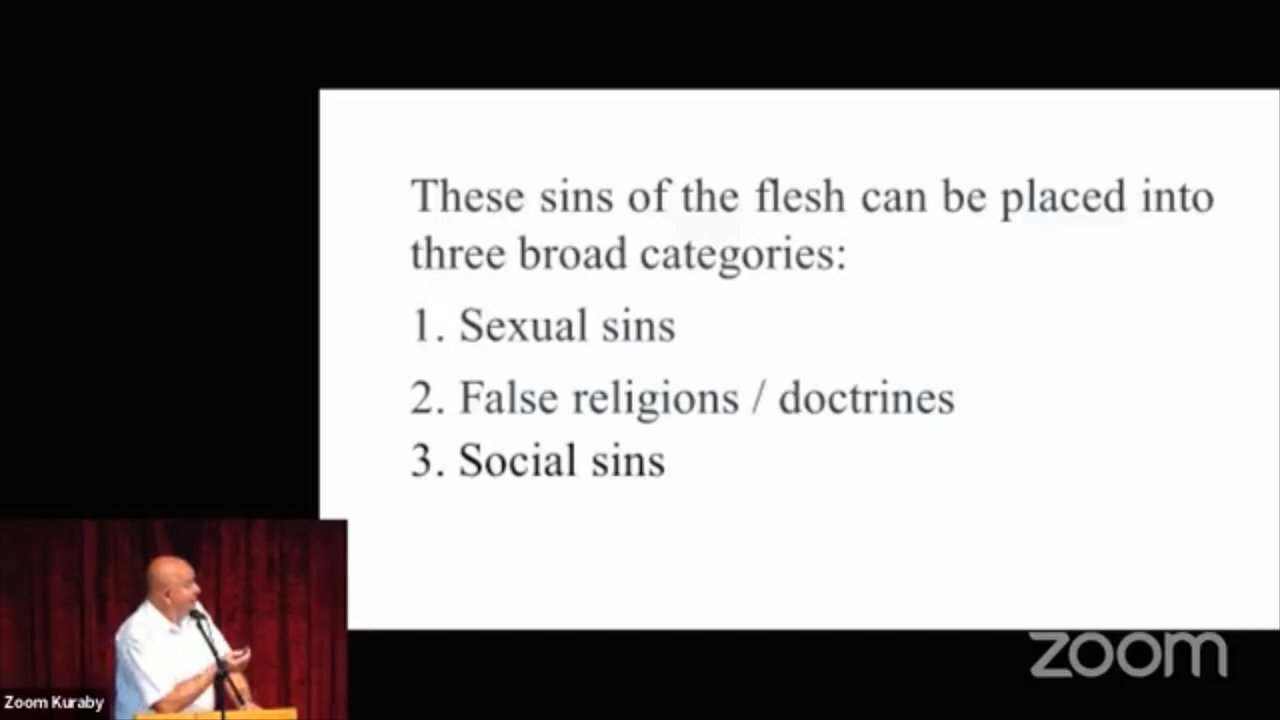 These sins of the flesh can be placed into
three broad categories:
1. Sexual sins
2. False religions / doctrines
3. Social sins
Zoom Kuraby
zoom